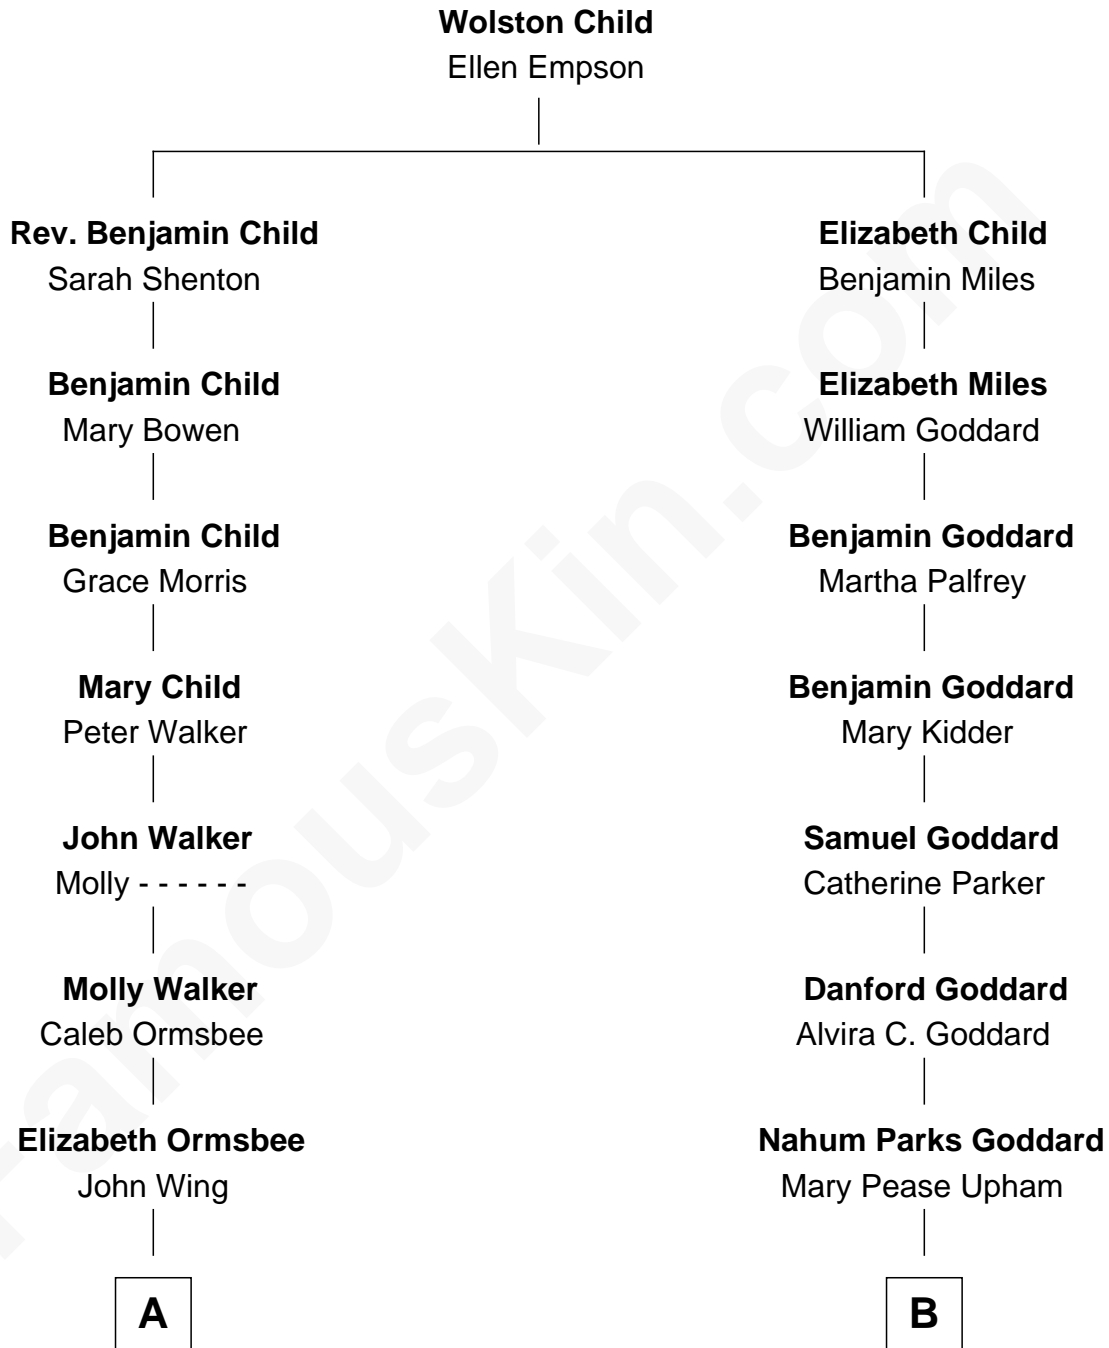 Wolston Child
Ellen Empson
Rev. Benjamin Child
Sarah Shenton
Elizabeth Child
Benjamin Miles
Benjamin Child
Mary Bowen
Elizabeth Miles
William Goddard
Benjamin Child
Grace Morris
Benjamin Goddard
Martha Palfrey
Mary Child
Peter Walker
Benjamin Goddard
Mary Kidder
John Walker
Molly - - - - - -
Samuel Goddard
Catherine Parker
Molly Walker
Caleb Ormsbee
Danford Goddard
Alvira C. Goddard
Elizabeth Ormsbee
John Wing
Nahum Parks Goddard
Mary Pease Upham
A
B
FamousKin.com